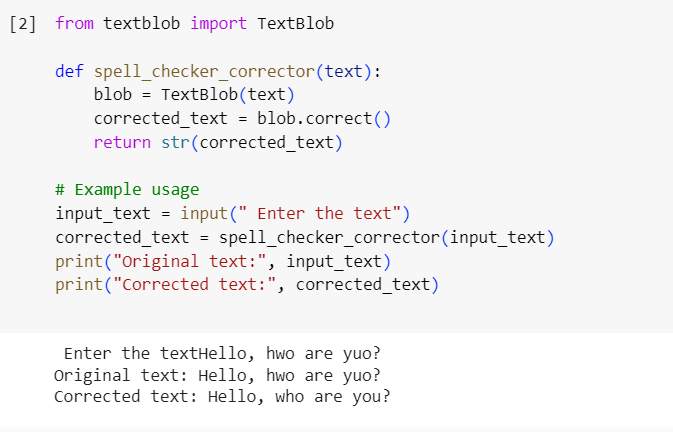 [2] from textblob import TextBlob
def spell_checker_corrector(text):
    blob = TextBlob(text)
    corrected_text = blob.correct()
    return str(corrected_text)
# Example usage
input_text = input(" Enter the text")
corrected_text = spell_checker_corrector(input_text)
print("Original text:", input_text)
print("Corrected text:", corrected_text)
 Enter the textHello, hwo are yuo?
Original text: Hello, hwo are yuo?
Corrected text: Hello, who are you?